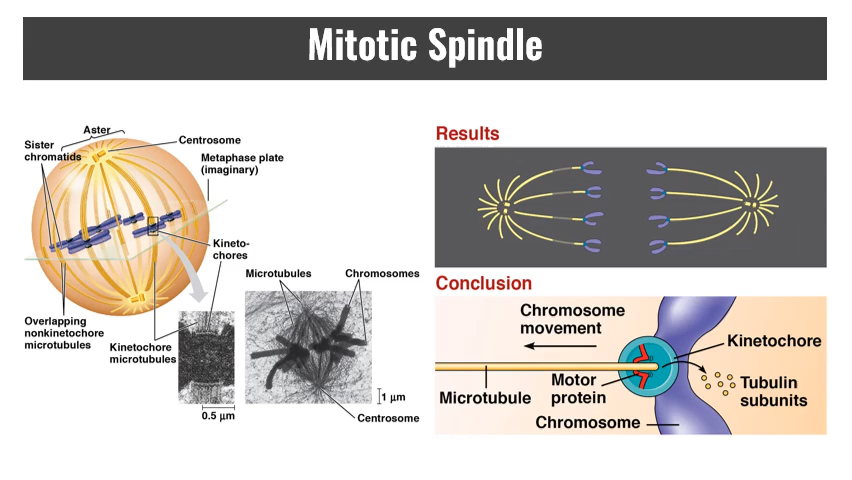 Mitotic Spindle
Aster
Sister
chromatids
Centrosome
Metaphase plate
(imaginary)
Kineto-
chores
Overlapping
nonkinetochore
microtubules
Kinetochore
microtubules
0.5 μm
Microtubules
Chromosomes
1 μm
Centrosome
Results
Conclusion
Chromosome
movement
Kinetochore
Microtubule
Motor
protein
Tubulin
subunits
Chromosome